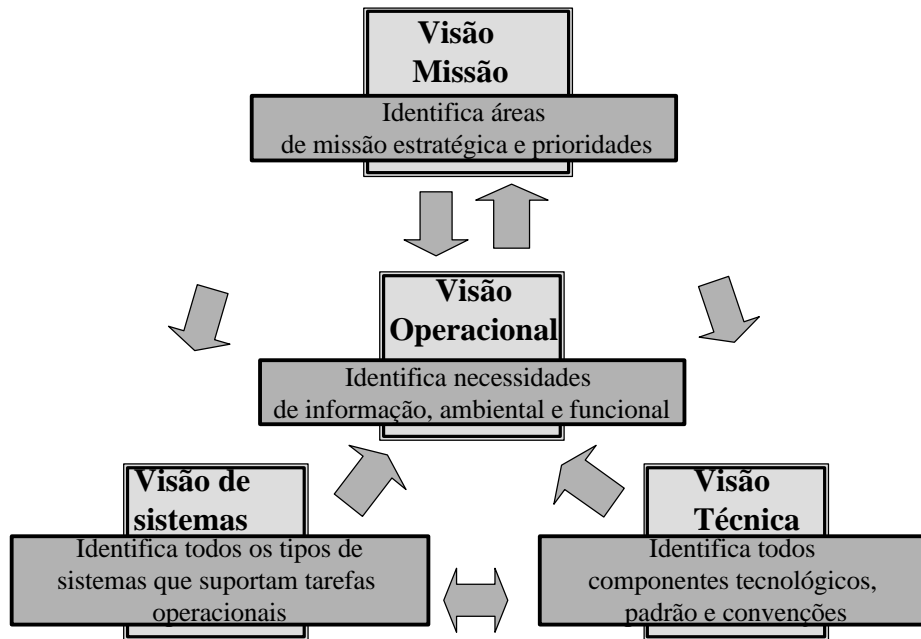 Visão
Missão
Identifica áreas
de missão estratégica e prioridades
Visão
Operacional
Identifica necessidades
de informação, ambiental e funcional
Visão de
sistemas
Identifica todos os tipos de
sistemas que suportam tarefas
operacionais
Visão
Técnica
Identifica todos
componentes tecnológicos,
padrão e convenções